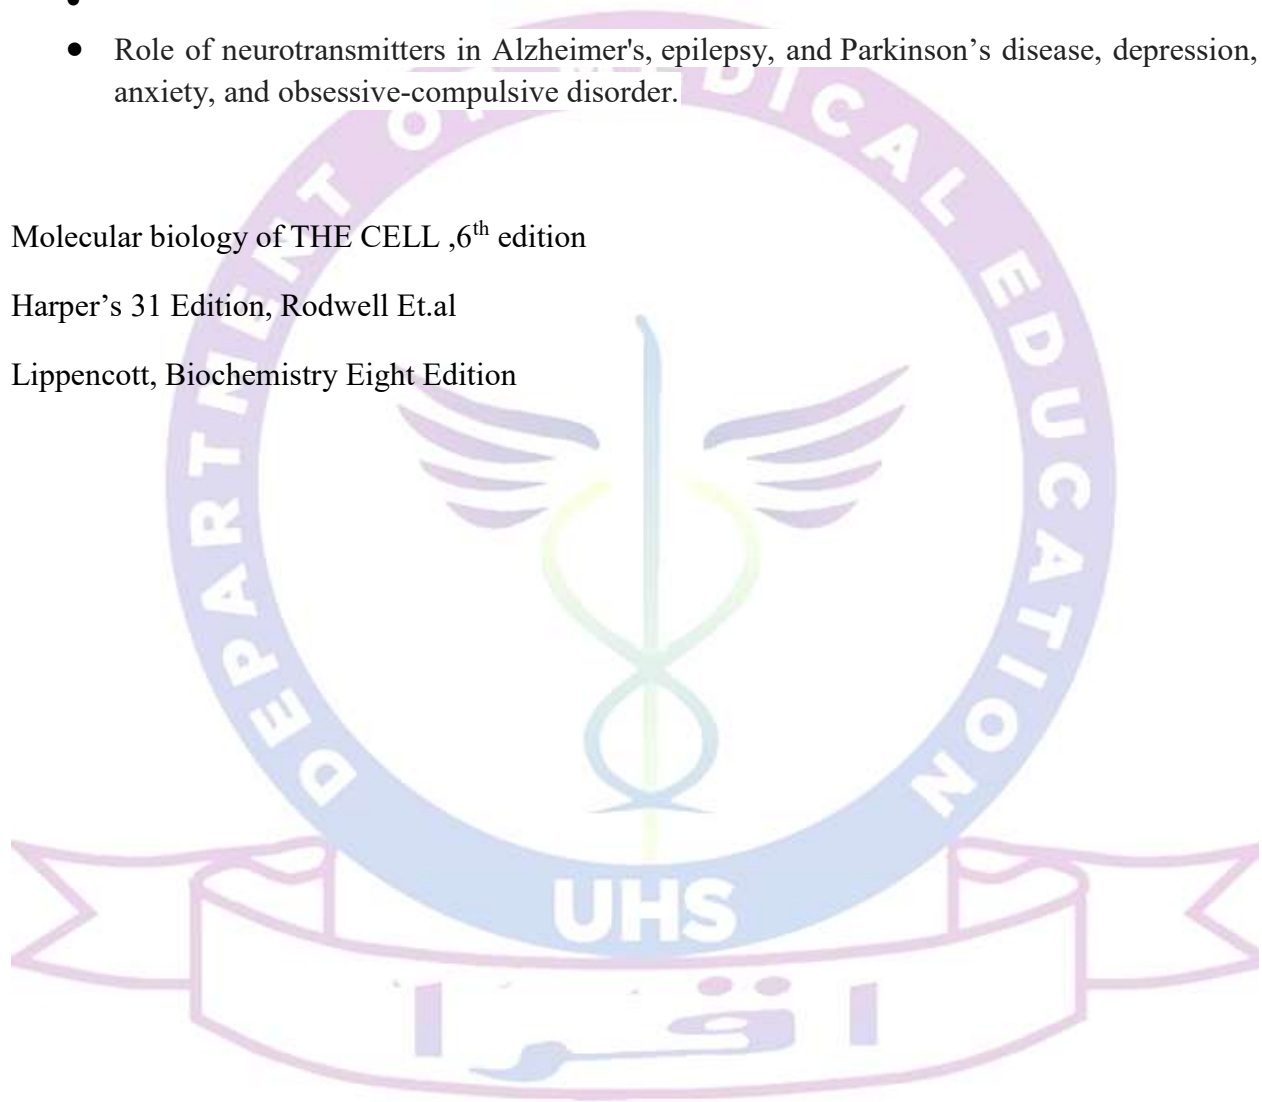 ● 
● Role of neurotransmitters in Alzheimer's, epilepsy, and Parkinson’s disease, depression,
anxiety, and obsessive-compulsive disorder.
Molecular biology of THE CELL ,6th edition
Harper’s 31 Edition, Rodwell Et.al
Lippencott, Biochemistry Eight Edition
DEPARTMENT OF MEDICAL EDUCATION
UHS
اقرا